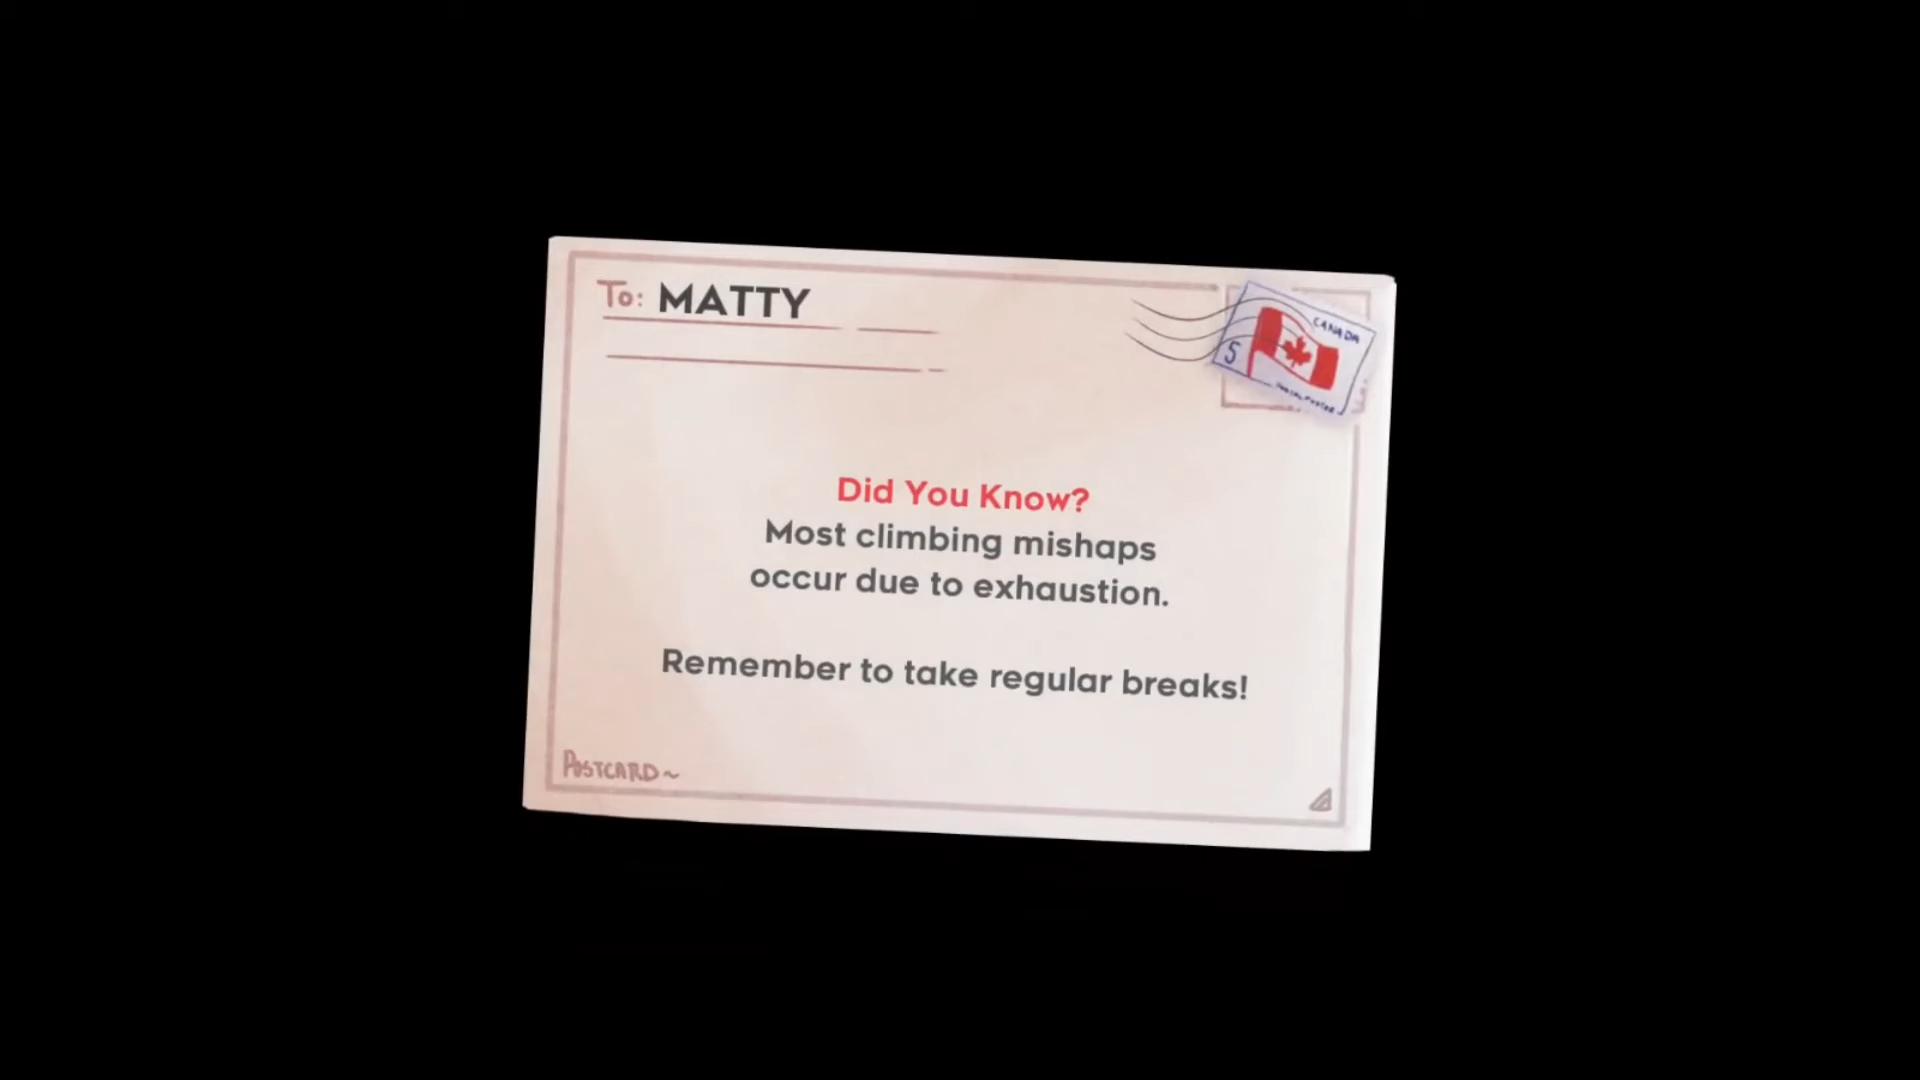 To: MATTY
CANADA
5
Did You Know?
Most climbing mishaps
occur due to exhaustion.
Remember to take regular breaks!
POSTCARD~